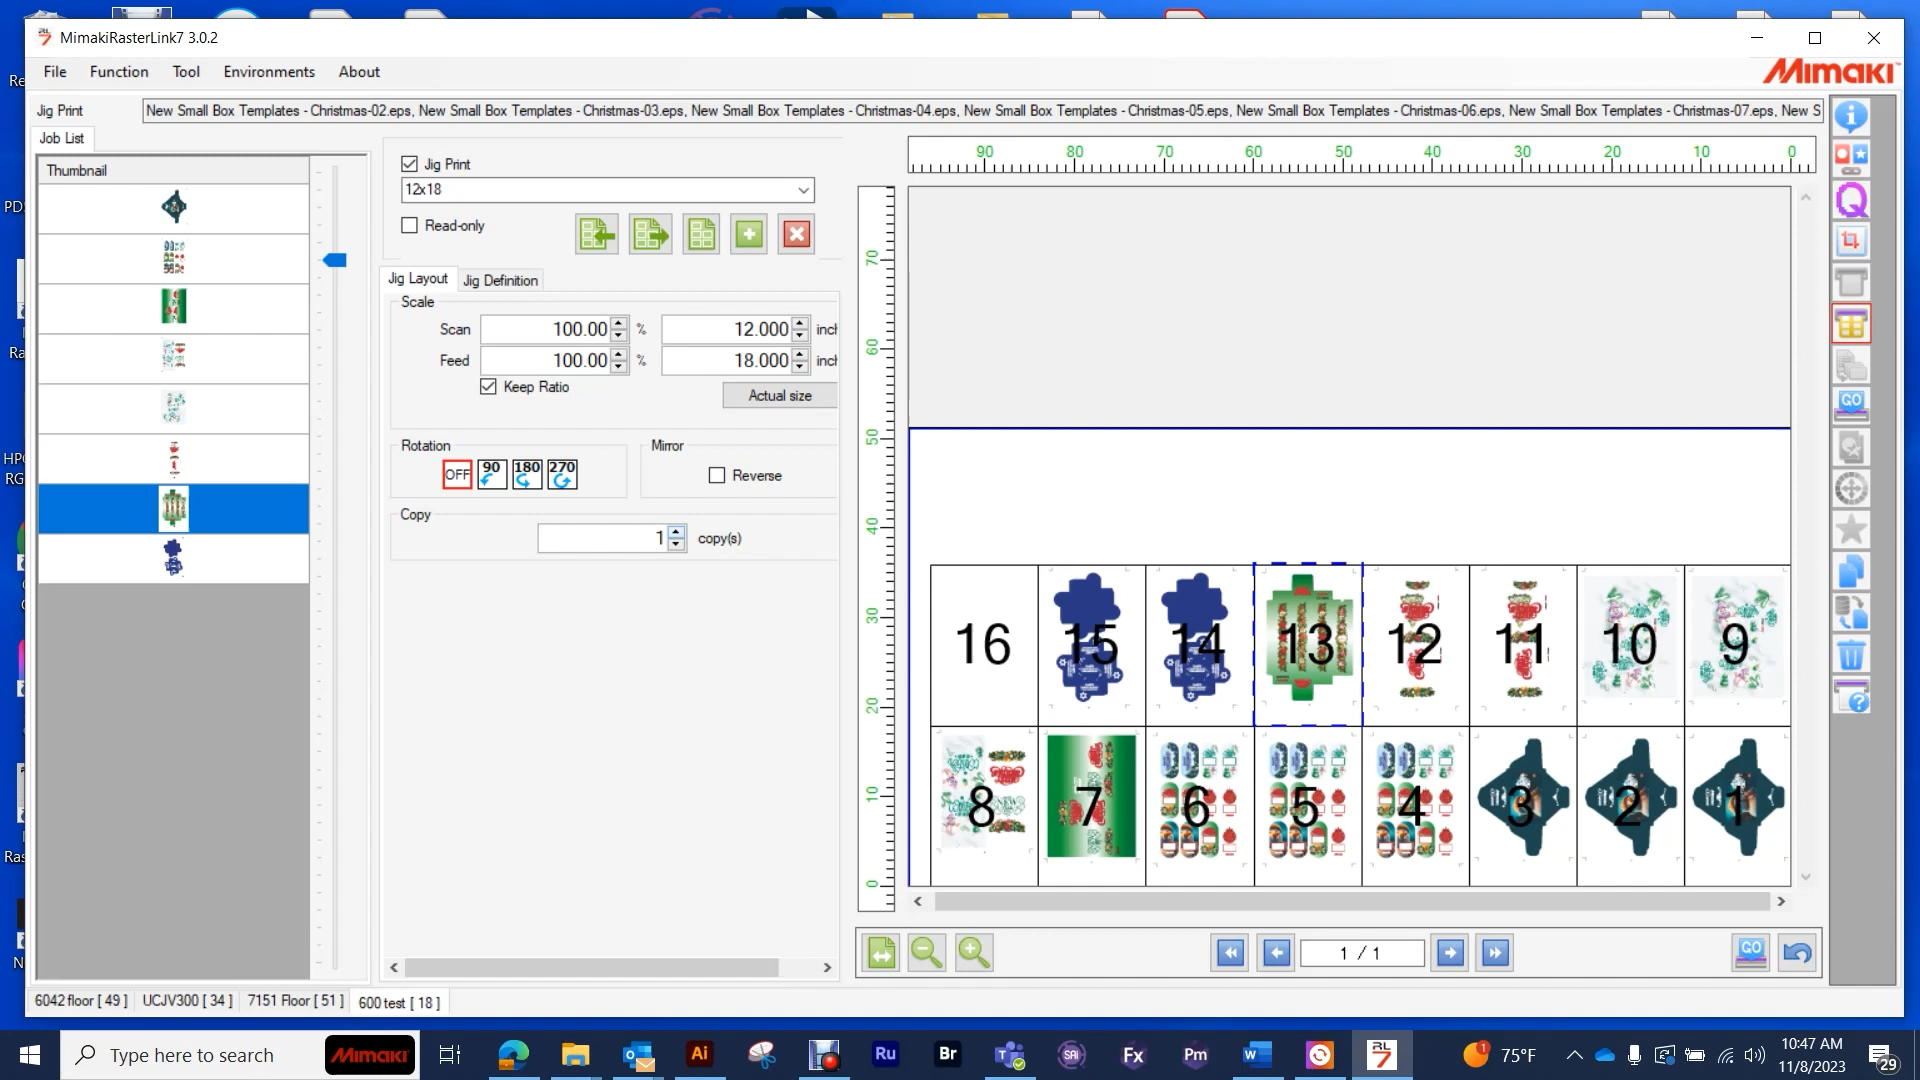 MimakiRasterLink7 3.0.2
File Function Tool Environments About
Mimaki
Jig Print
New Small Box Templates - Christmas-02.eps, New Small Box Templates - Christmas-03.eps, New Small Box Templates - Christmas-04.eps, New Small Box Templates - Christmas-05.eps, New Small Box Templates - Christmas-06.eps, New Small Box Templates - Christmas-07.eps, New S
Job List
Thumbnail
Jig Print
12x18
Read-only
Jig Layout Jig Definition
Scale
Scan 100.00 % 12.000 inch
Feed 100.00 % 18.000 inch
Keep Ratio
Actual size
Rotation
OFF 90 180 270
Mirror
Reverse
Copy
1 copy(s)
90 80 70 60 50 40 30 20 10 0
70
60
50
40
30
20
10
0
16 15 14 13 12 11 10 9
8 7 6 5 4 3 2 1
1 / 1
GO
GO
6042 floor [ 49 ] UCJV300 [ 34 ] 7151 Floor [ 51 ] 600 test [ 18 ]
Type here to search
Mimaki
Ai
Ru
Br
SAi
Fx
Pm
W
RL 7
75°F
10:47 AM
11/8/2023
29